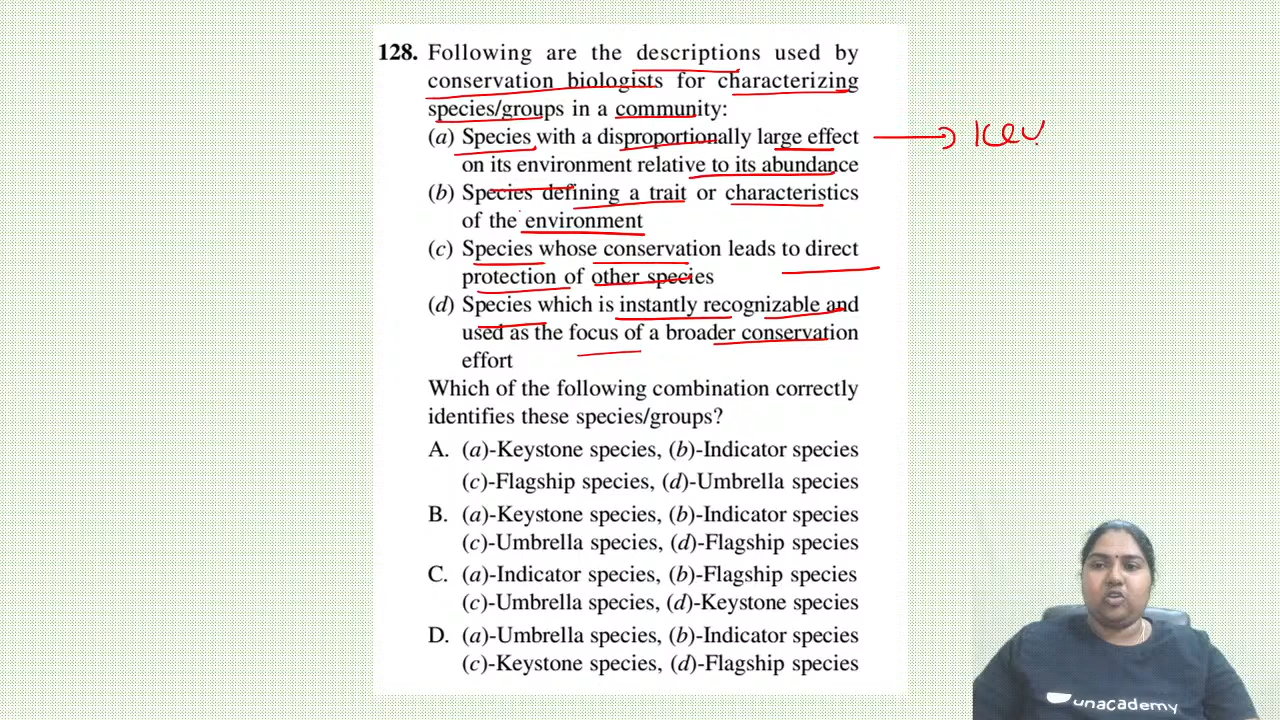 128. Following are the descriptions used by
conservation biologists for characterizing
species/groups in a community:
(a) Species with a disproportionally large effect
on its environment relative to its abundance
(b) Species defining a trait or characteristics
of the environment
(c) Species whose conservation leads to direct
protection of other species
(d) Species which is instantly recognizable and
used as the focus of a broader conservation
effort
Which of the following combination correctly
identifies these species/groups?
A. (a)-Keystone species, (b)-Indicator species
(c)-Flagship species, (d)-Umbrella species
B. (a)-Keystone species, (b)-Indicator species
(c)-Umbrella species, (d)-Flagship species
C. (a)-Indicator species, (b)-Flagship species
(c)-Umbrella species, (d)-Keystone species
D. (a)-Umbrella species, (b)-Indicator species
(c)-Keystone species, (d)-Flagship species
unacademy